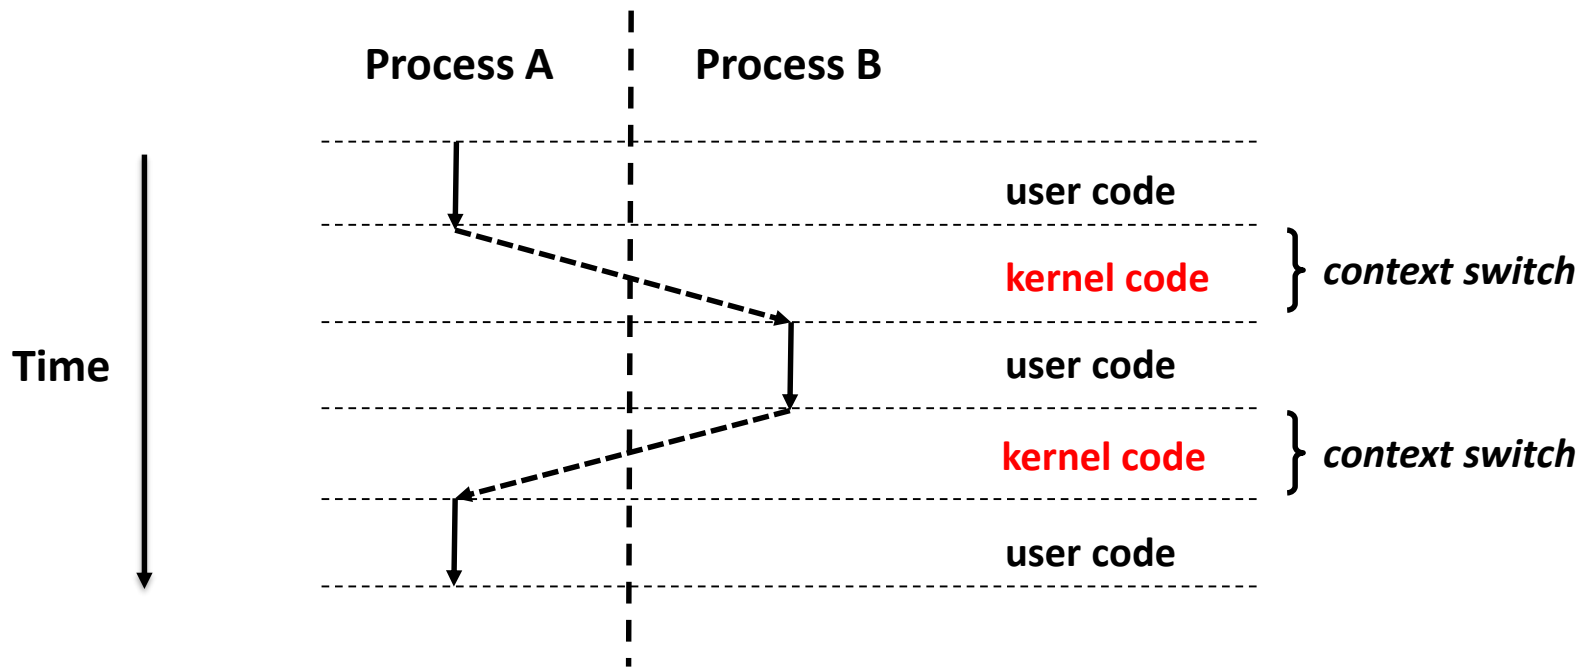 Process A
Process B
user code
kernel code
context switch
Time
user code
kernel code
context switch
user code